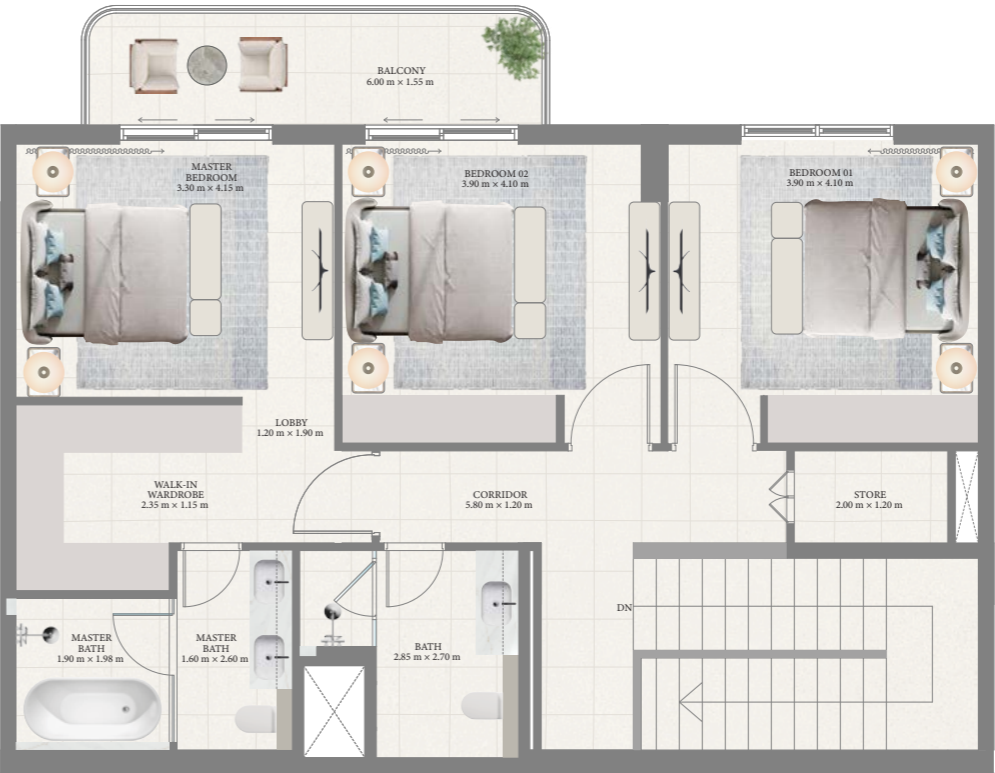 BALCONY
6.00 m × 1.55 m
MASTER
BEDROOM
3.30 m × 4.15 m
BEDROOM 02
3.90 m × 4.10 m
BEDROOM 01
3.90 m × 4.10 m
LOBBY
1.20 m × 1.90 m
WALK-IN
WARDROBE
2.35 m × 1.15 m
CORRIDOR
5.80 m × 1.20 m
STORE
2.00 m × 1.20 m
DN
MASTER
BATH
1.90 m × 1.98 m
MASTER
BATH
1.60 m × 2.60 m
BATH
2.85 m × 2.70 m